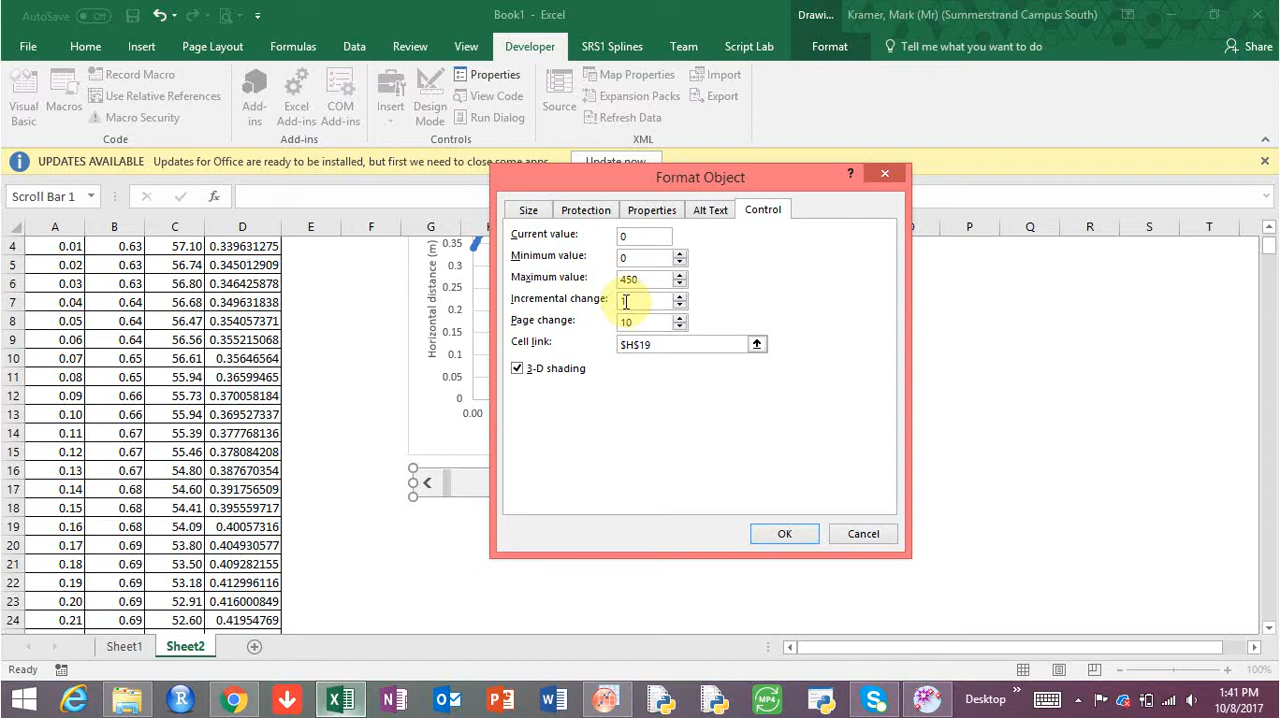 AutoSave Off Book1 - Excel Drawi... Kramer, Mark (Mr) (Summerstrand Campus South)
File Home Insert Page Layout Formulas Data Review View Developer SRS1 Splines Team Script Lab Format Tell me what you want to do Share
Visual Basic
Macros
Record Macro
Use Relative References
Macro Security
Code
Add-ins
Excel Add-ins
COM Add-ins
Add-ins
Insert
Design Mode
Properties
View Code
Run Dialog
Controls
Source
Map Properties
Expansion Packs
Refresh Data
Import
Export
XML
UPDATES AVAILABLE Updates for Office are ready to be installed, but first we need to close some apps. Update now
Scroll Bar 1 fx
A B C D E F G P Q R S T
4 0.01 0.63 57.10 0.339631275
5 0.02 0.63 56.74 0.345012909
6 0.03 0.63 56.80 0.346425878
7 0.04 0.64 56.68 0.349631838
8 0.05 0.64 56.47 0.354057371
9 0.06 0.64 56.56 0.355215068
10 0.07 0.65 56.61 0.35646564
11 0.08 0.65 55.94 0.36599465
12 0.09 0.66 55.73 0.370058184
13 0.10 0.66 55.94 0.369527337
14 0.11 0.67 55.39 0.377768136
15 0.12 0.67 55.46 0.378084208
16 0.13 0.67 54.80 0.387670354
17 0.14 0.68 54.60 0.391756509
18 0.15 0.68 54.41 0.395559717
19 0.16 0.68 54.09 0.40057316
20 0.17 0.69 53.80 0.404930577
21 0.18 0.69 53.50 0.409282155
22 0.19 0.69 53.18 0.412996116
23 0.20 0.69 52.91 0.416000849
24 0.21 0.69 52.60 0.41954769
Horizontal distance (m)
0.35
0.3
0.25
0.2
0.15
0.1
0.05
0
0.00
Format Object ?
Size Protection Properties Alt Text Control
Current value: 0
Minimum value: 0
Maximum value: 450
Incremental change: 1
Page change: 10
Cell link: $H$19
3-D shading
OK Cancel
Sheet1 Sheet2
Ready 100%
Desktop 1:41 PM
10/8/2017